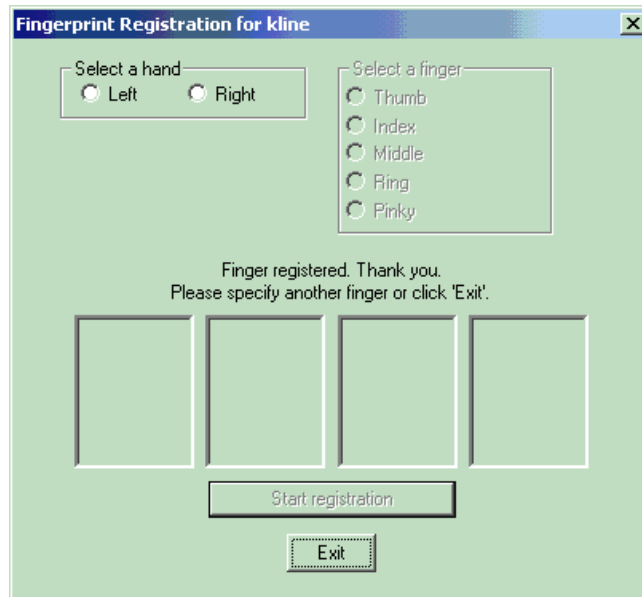 Fingerprint Registration for kline
Select a hand
Left
Right
Select a finger
Thumb
Index
Middle
Ring
Pinky
Finger registered. Thank you.
Please specify another finger or click 'Exit'.
Start registration
Exit